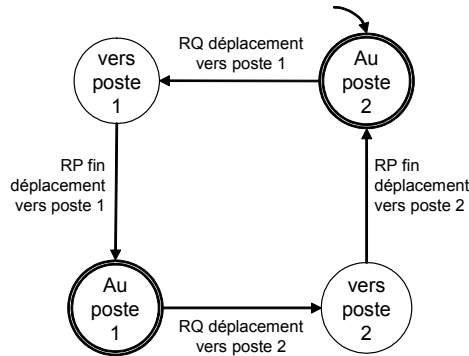 vers
poste
1
RQ déplacement
vers poste 1
Au
poste
2
RP fin
déplacement
vers poste 1
RP fin
déplacement
vers poste 2
Au
poste
1
RQ déplacement
vers poste 2
vers
poste
2